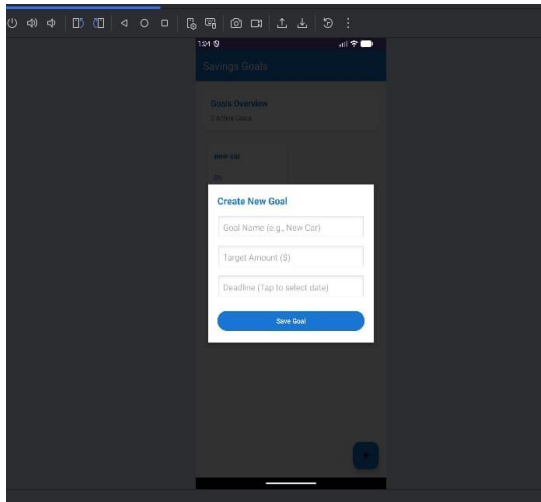 1:04
Savings Goals
Goals Overview
new car
0%
Create New Goal
Goal Name (e.g., New Car)
Target Amount ($)
Deadline (Tap to select date)
Save Goal